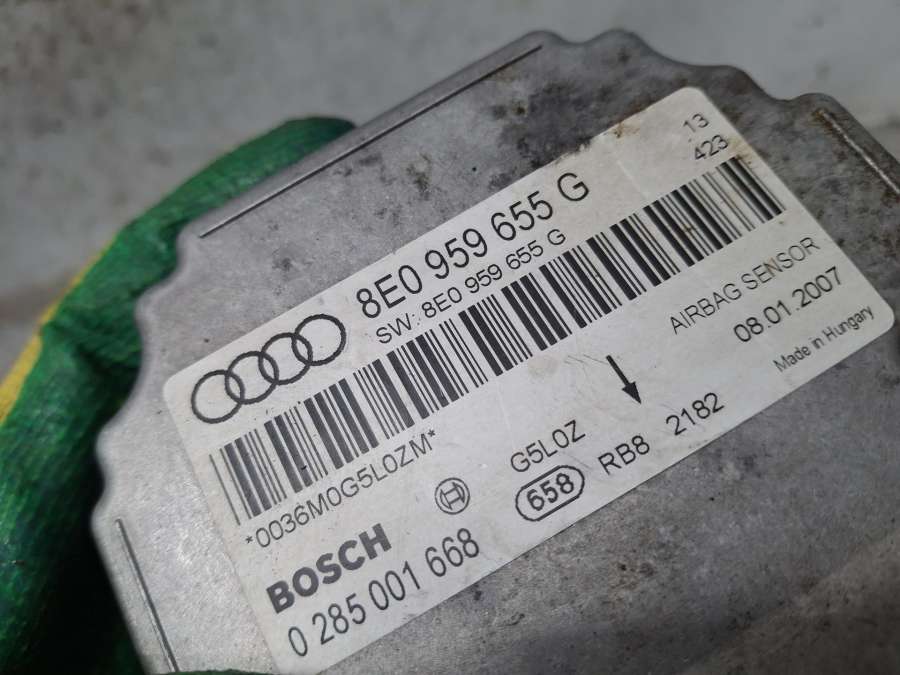 13
423
8E0 959 655 G
SW: 8E0 959 655 G
AIRBAG SENSOR
08.01.2007
Made in Hungary
*0036M0G5L0ZM*
G5L0Z
658
RB8 2182
BOSCH
0 285 001 668